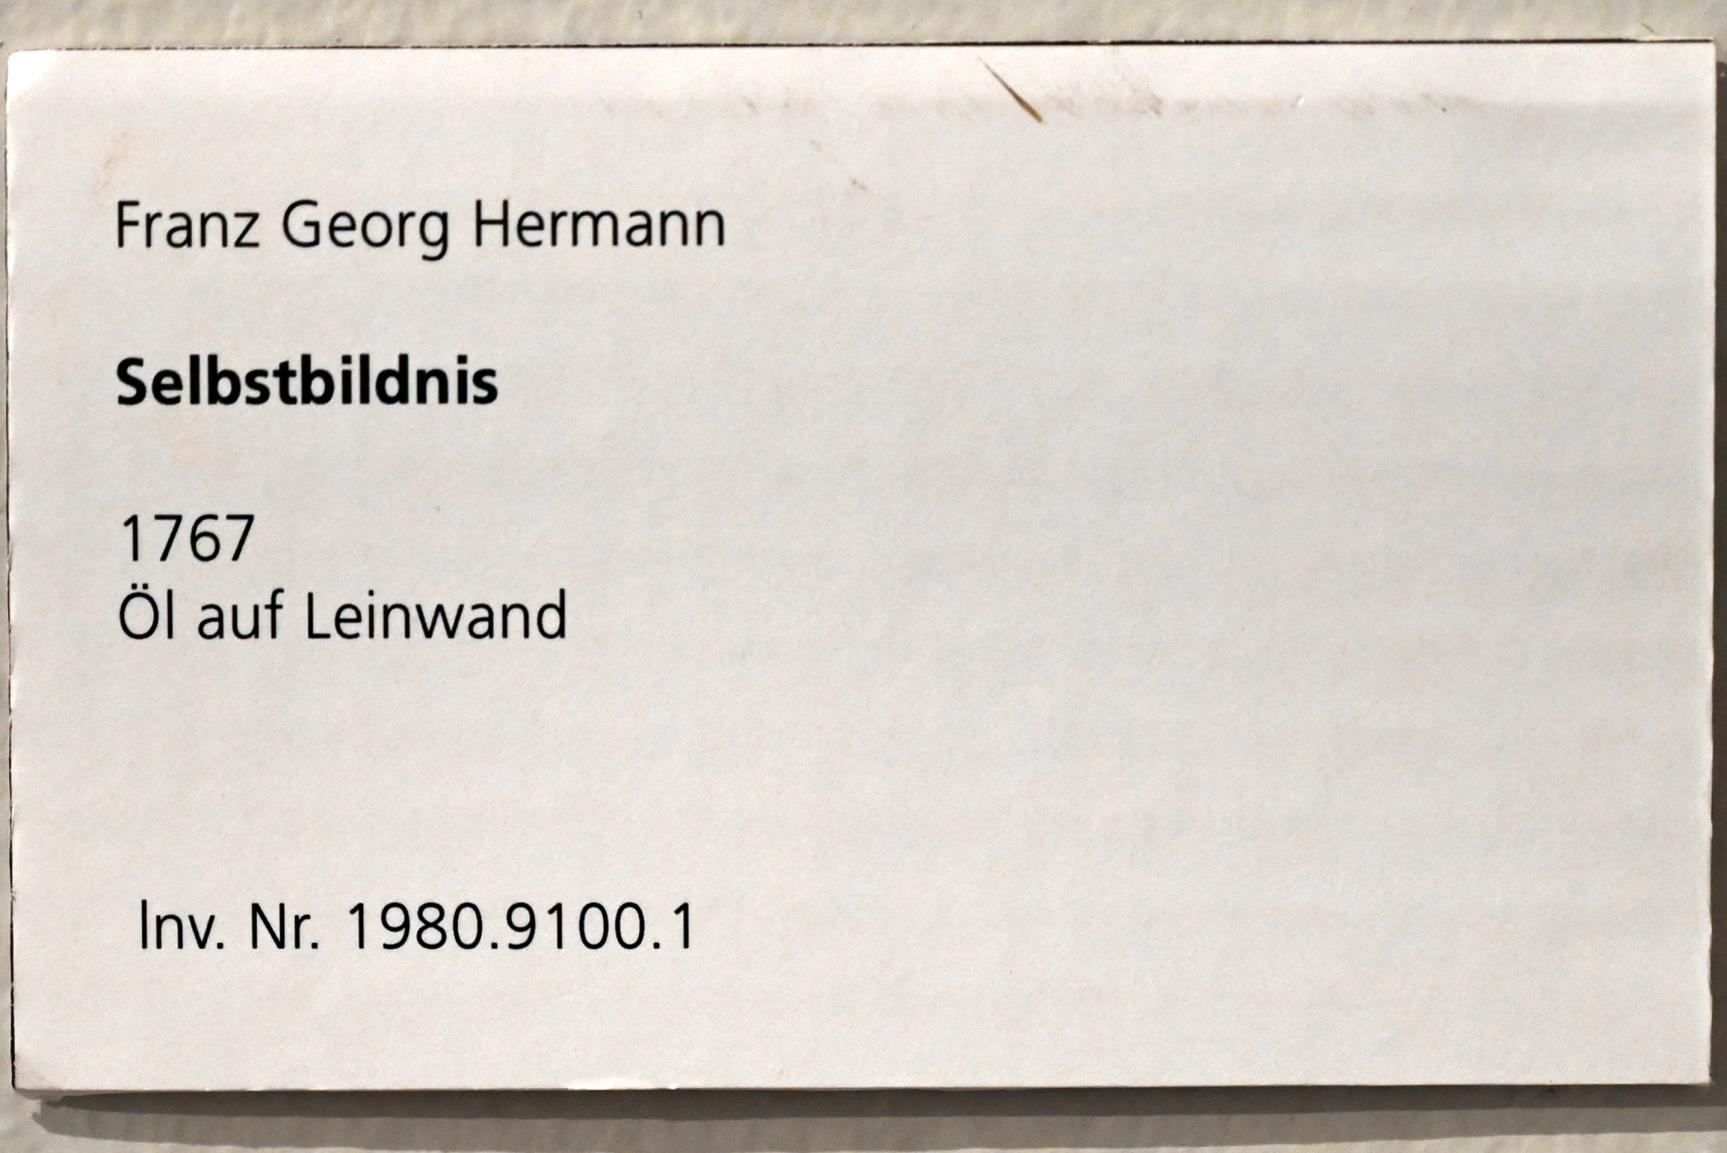 Franz Georg Hermann
Selbstbildnis
1767
Öl auf Leinwand
Inv. Nr. 1980.9100.1